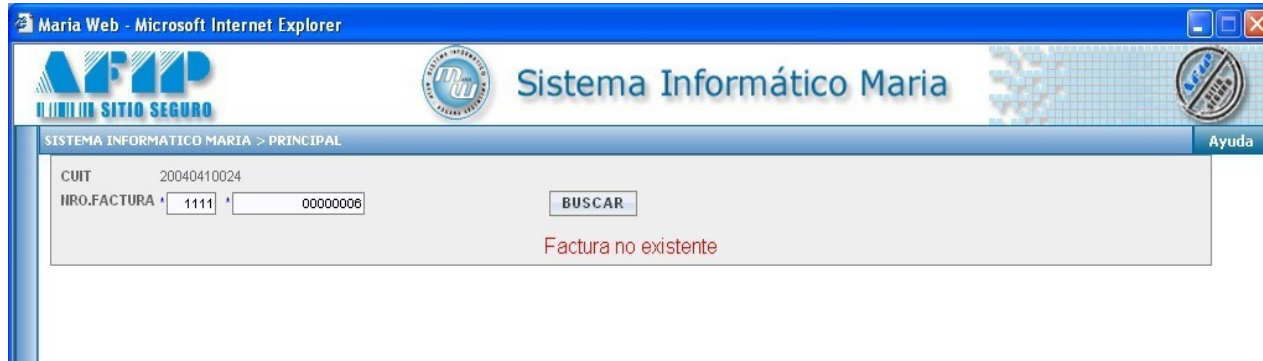 Maria Web - Microsoft Internet Explorer
AFIP
SITIO SEGURO
Sistema Informático Maria
SISTEMA INFORMATICO MARIA > PRINCIPAL
Ayuda
CUIT 20040410024
NRO.FACTURA * 1111 * 00000006 BUSCAR
Factura no existente